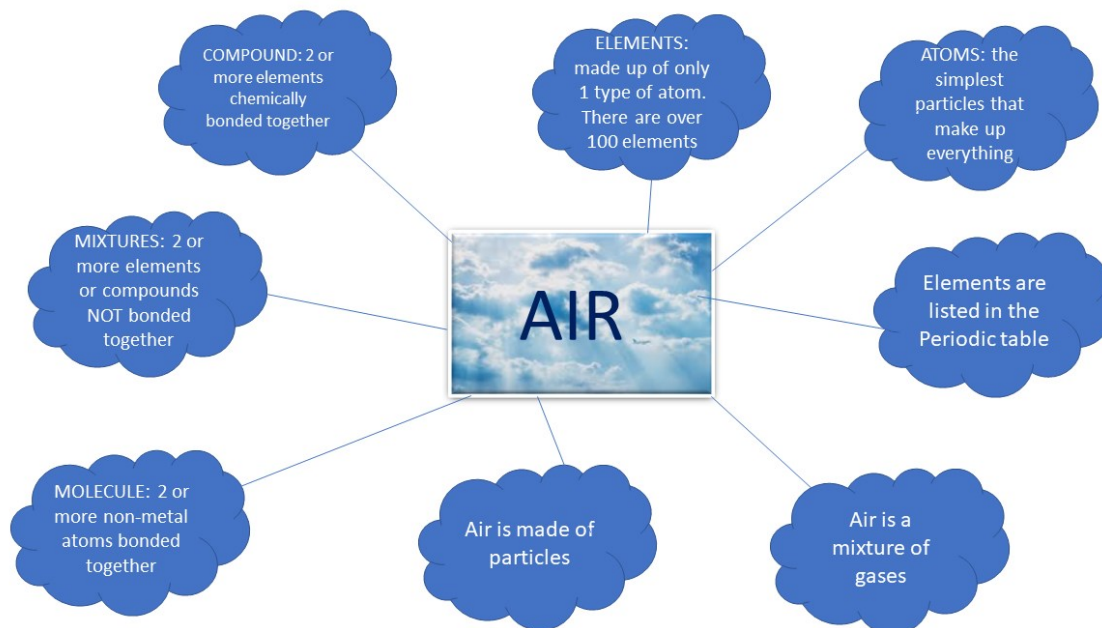 COMPOUND: 2 or
more elements
chemically
bonded together
ELEMENTS:
made up of only
1 type of atom.
There are over
100 elements
ATOMS: the
simplest
particles that
make up
everything
MIXTURES: 2 or
more elements
or compounds
NOT bonded
together
AIR
Elements are
listed in the
Periodic table
MOLECULE: 2 or
more non-metal
atoms bonded
together
Air is made of
particles
Air is a
mixture of
gases